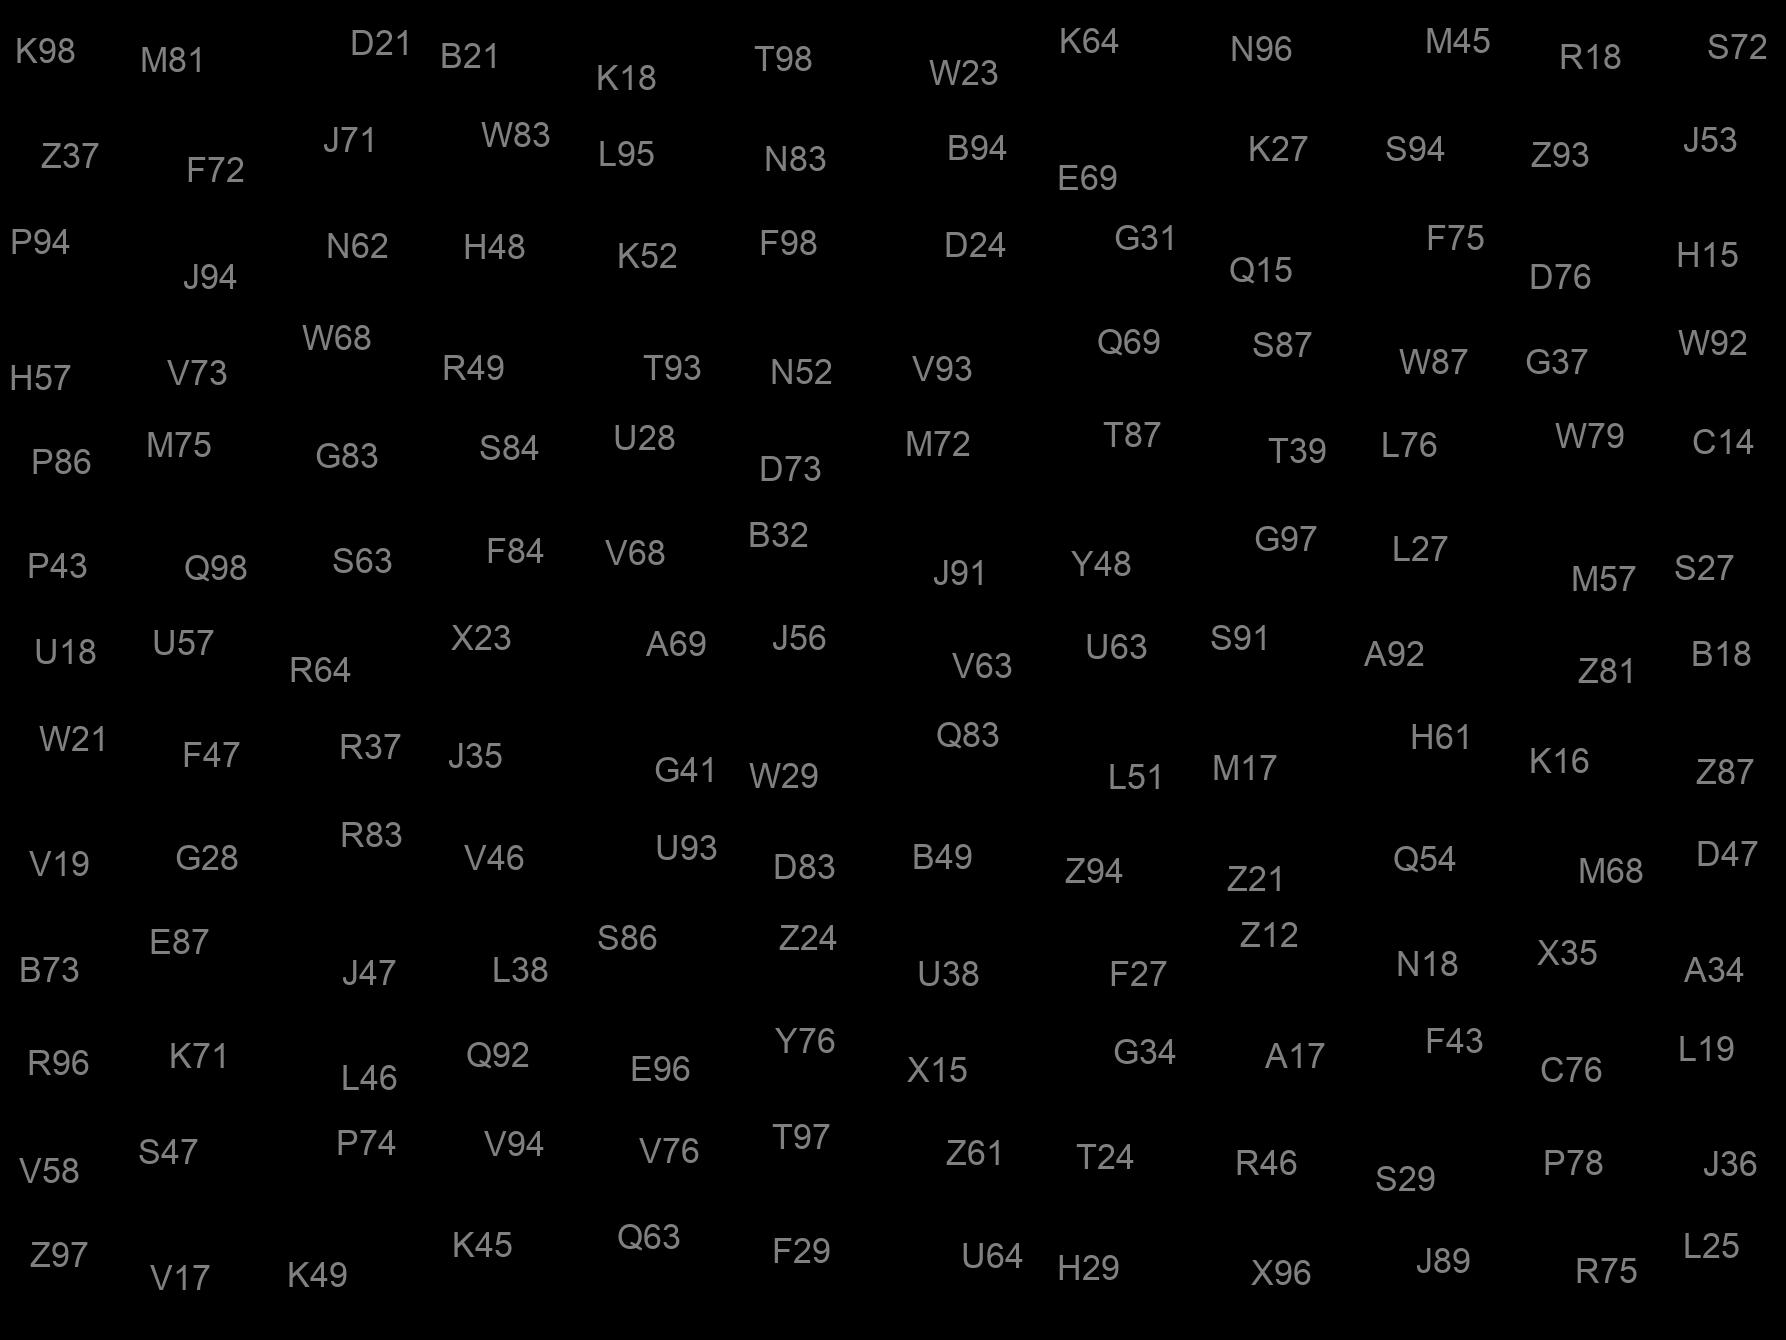 K98 M81 D21 B21 K18 T98 W23 K64 N96 M45 R18 S72
Z37 F72 J71 W83 L95 N83 B94 E69 K27 S94 Z93 J53
P94 J94 N62 H48 K52 F98 D24 G31 Q15 F75 D76 H15
H57 V73 W68 R49 T93 N52 V93 Q69 S87 W87 G37 W92
P86 M75 G83 S84 U28 D73 M72 T87 T39 L76 W79 C14
P43 Q98 S63 F84 V68 B32 J91 Y48 G97 L27 M57 S27
U18 U57 R64 X23 A69 J56 V63 U63 S91 A92 Z81 B18
W21 F47 R37 J35 G41 W29 Q83 L51 M17 H61 K16 Z87
V19 G28 R83 V46 U93 D83 B49 Z94 Z21 Q54 M68 D47
B73 E87 J47 L38 S86 Z24 U38 F27 Z12 N18 X35 A34
R96 K71 L46 Q92 E96 Y76 X15 G34 A17 F43 C76 L19
V58 S47 P74 V94 V76 T97 Z61 T24 R46 S29 P78 J36
Z97 V17 K49 K45 Q63 F29 U64 H29 X96 J89 R75 L25